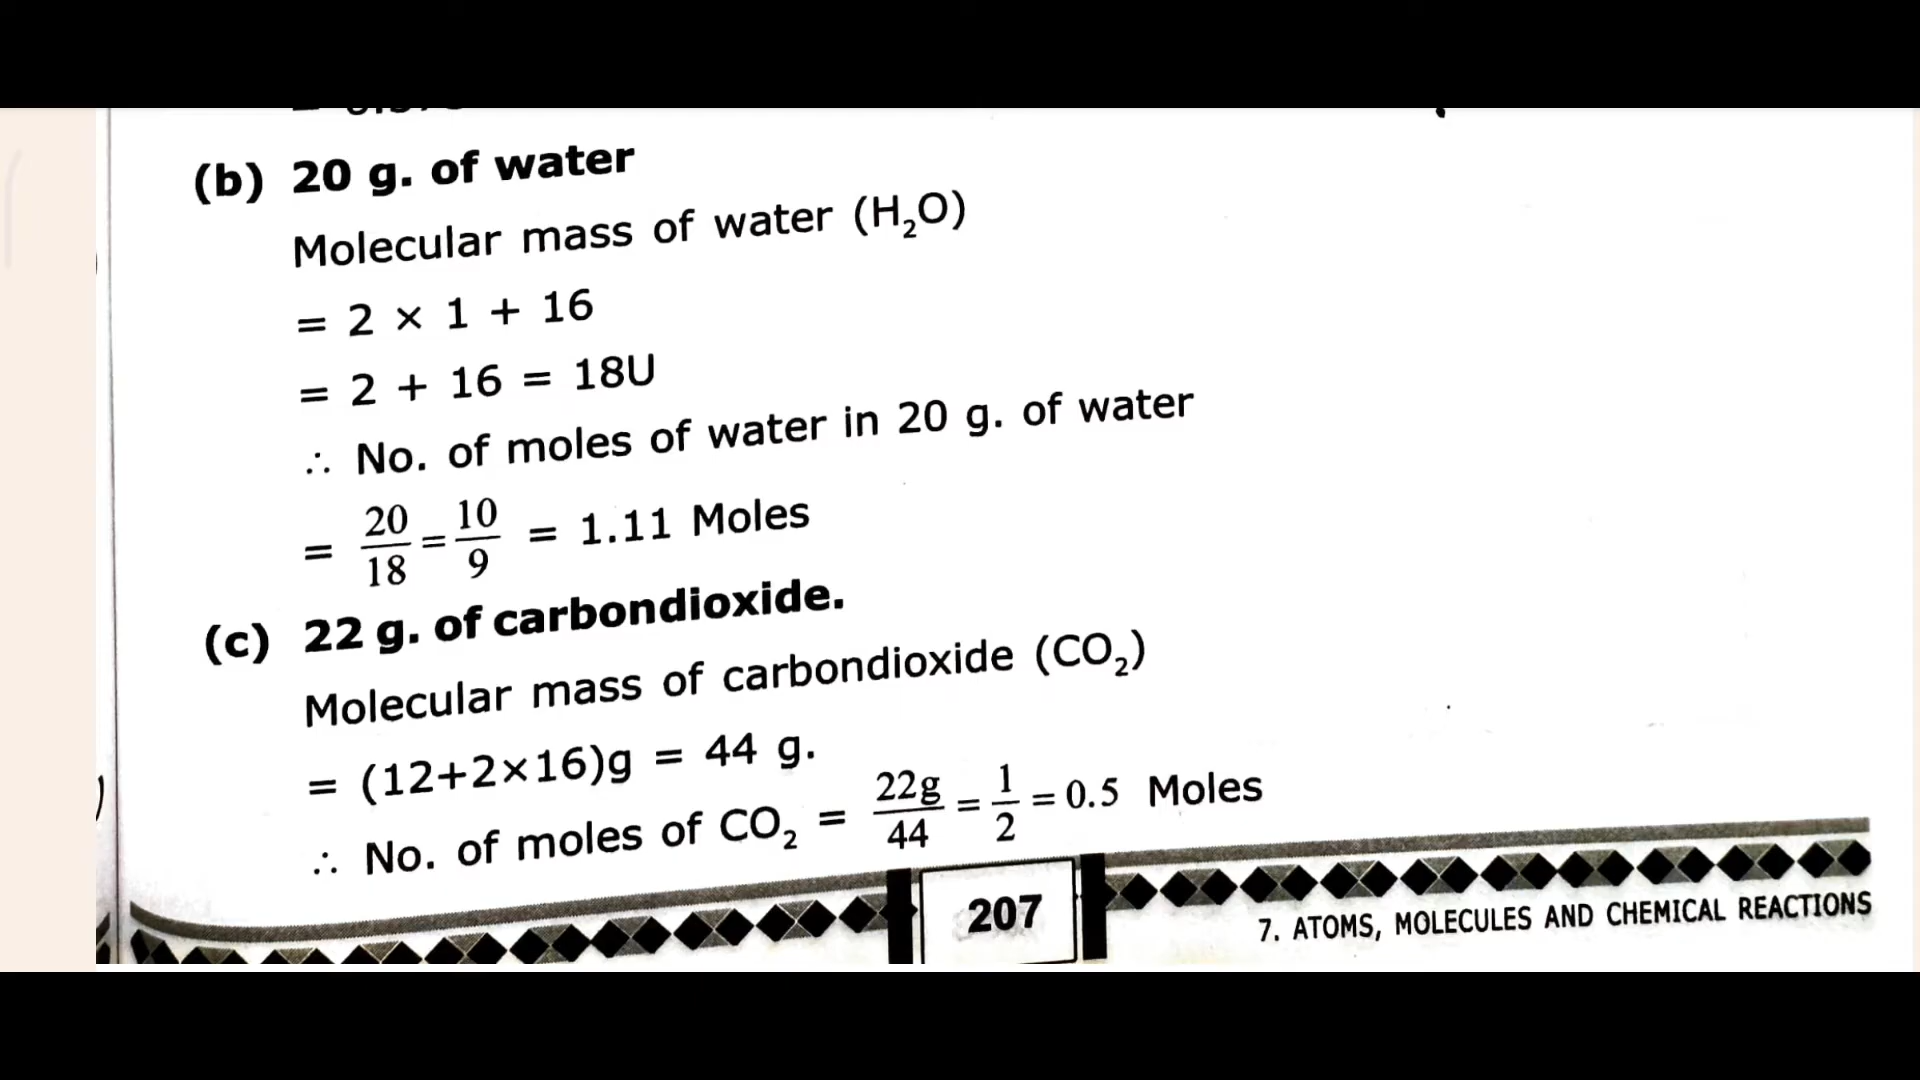 (b) 20 g. of water
Molecular mass of water (H₂O)
= 2 × 1 + 16
= 2 + 16 = 18U
∴ No. of moles of water in 20 g. of water
= 20/18 = 10/9 = 1.11 Moles
(c) 22 g. of carbondioxide.
Molecular mass of carbondioxide (CO₂)
= (12+2×16)g = 44 g.
∴ No. of moles of CO₂ = 22g/44 = 1/2 = 0.5 Moles
207
7. ATOMS, MOLECULES AND CHEMICAL REACTIONS